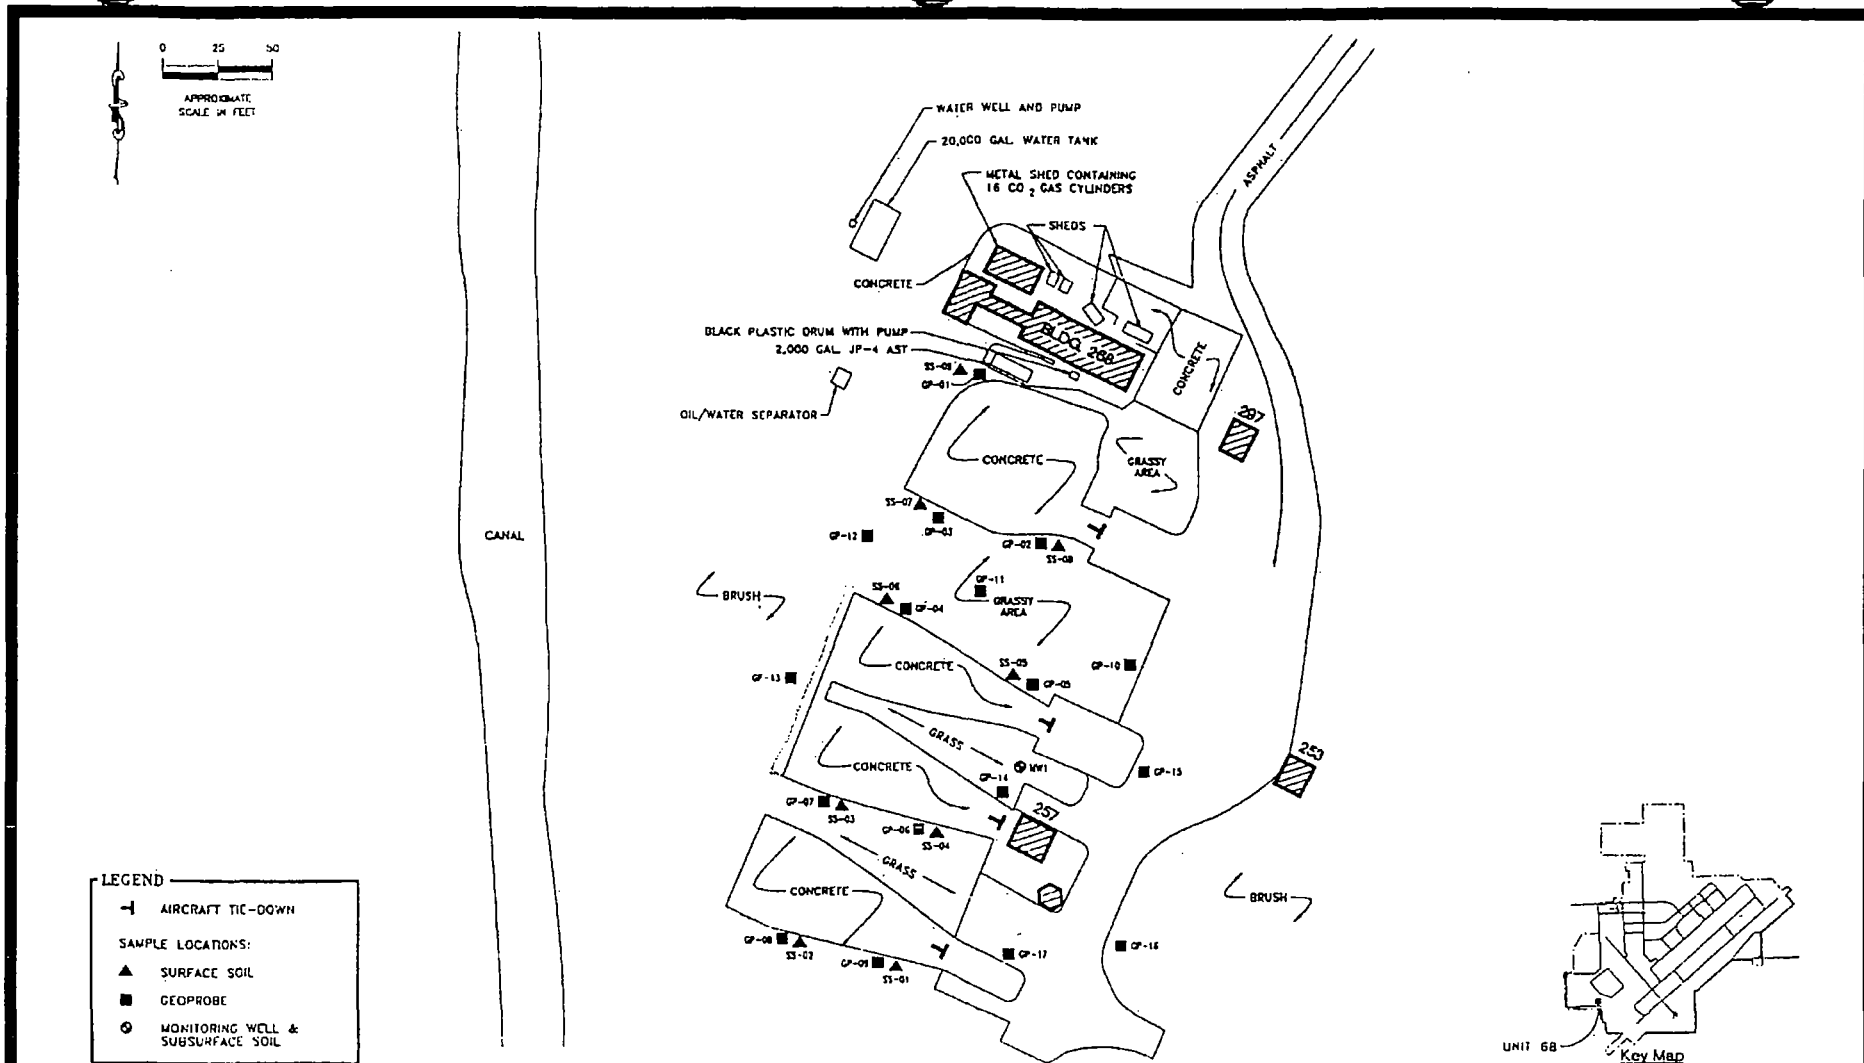 0 25 50
APPROXIMATE
SCALE IN FEET
WATER WELL AND PUMP
20,000 GAL. WATER TANK
METAL SHED CONTAINING
16 CO2 GAS CYLINDERS
SHEDS
ASPHALT
CONCRETE
BLDG. 268
BLACK PLASTIC DRUM WITH PUMP
2,000 GAL. JP-4 AST
CONCRETE
SS-09
GP-01
OIL/WATER SEPARATOR
297
CONCRETE
GRASSY
AREA
SS-07
GP-03
GP-12
GP-02
SS-08
CANAL
GP-11
GRASSY
AREA
BRUSH
SS-06
GP-04
CONCRETE
SS-05
GP-05
GP-10
GP-13
GRASS
CONCRETE
MW1
GP-14
GP-15
253
257
GP-07
SS-03
GP-06
SS-04
GRASS
CONCRETE
BRUSH
GP-08
SS-02
GP-09
SS-01
GP-17
GP-16
LEGEND
AIRCRAFT TIE-DOWN
SAMPLE LOCATIONS:
SURFACE SOIL
GEOPROBE
MONITORING WELL &
SUBSURFACE SOIL
UNIT 68
Key Map